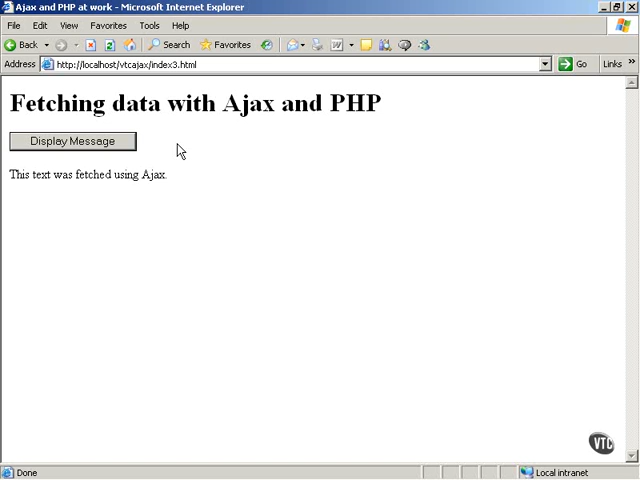 Ajax and PHP at work - Microsoft Internet Explorer
File Edit View Favorites Tools Help
Back Search Favorites
Address http://localhost/vtcajax/index3.html Go Links »
Fetching data with Ajax and PHP
Display Message
This text was fetched using Ajax.
VTC
Done Local intranet